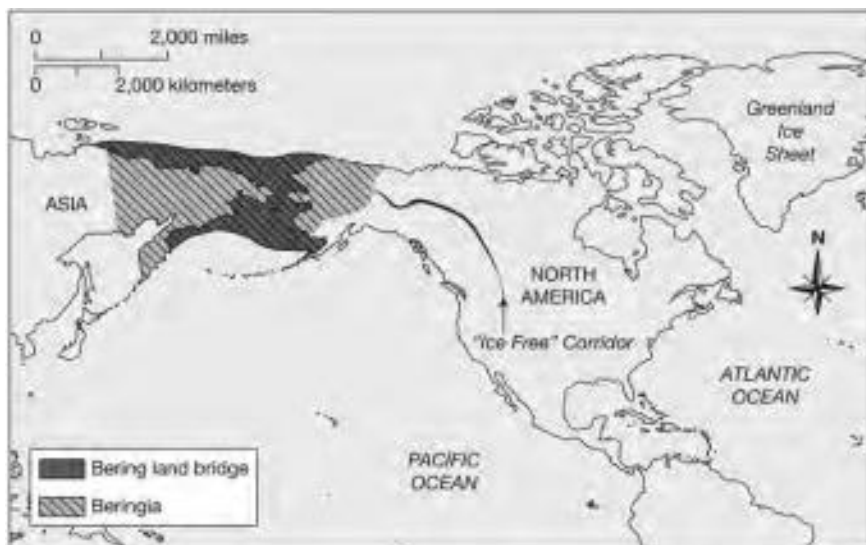 0 2,000 miles
0 2,000 kilometers
Greenland
Ice
Sheet
ASIA
N
NORTH
AMERICA
"Ice Free" Corridor
ATLANTIC
OCEAN
PACIFIC
OCEAN
Bering land bridge
Beringia